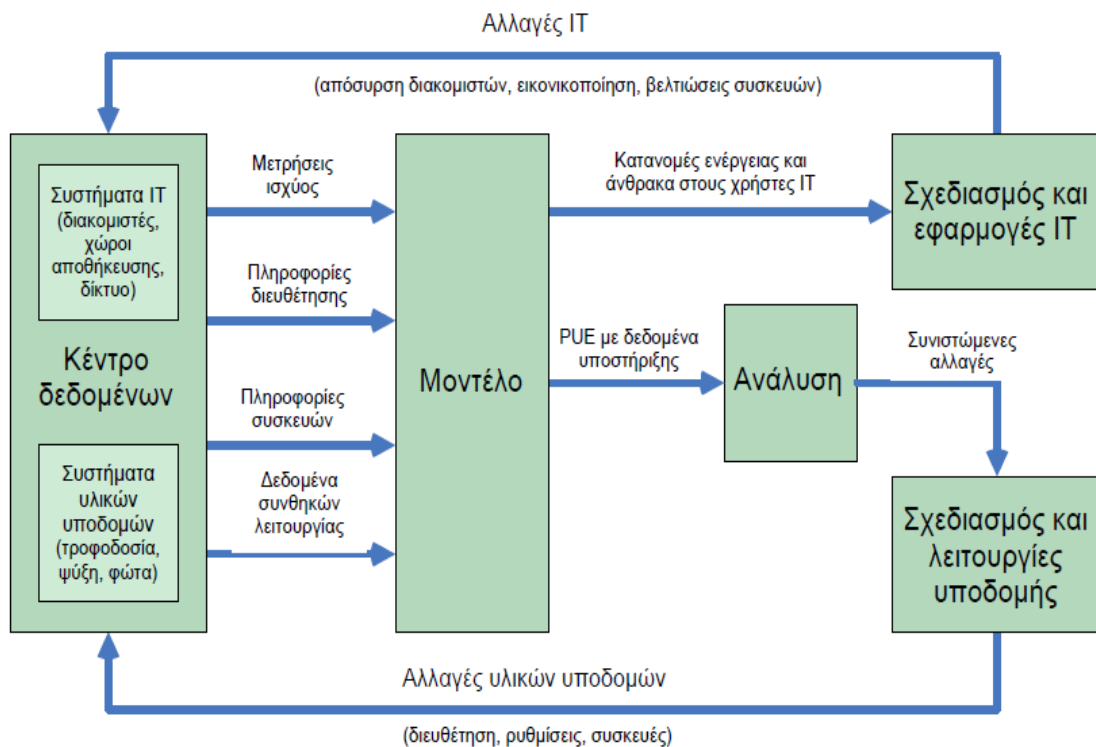 Αλλαγές IT
(απόσυρση διακομιστών, εικονικοποίηση, βελτιώσεις συσκευών)
Συστήματα IT
(διακομιστές,
χώροι
αποθήκευσης,
δίκτυο)
Κέντρο
δεδομένων
Συστήματα
υλικών
υποδομών
(τροφοδοσία,
ψύξη, φώτα)
Μετρήσεις
ισχύος
Πληροφορίες
διευθέτησης
Πληροφορίες
συσκευών
Δεδομένα
συνθηκών
λειτουργίας
Μοντέλο
Κατανομές ενέργειας και
άνθρακα στους χρήστες IT
PUE με δεδομένα
υποστήριξης
Ανάλυση
Συνιστώμενες
αλλαγές
Σχεδιασμός και
εφαρμογές IT
Σχεδιασμός και
λειτουργίες
υποδομής
Αλλαγές υλικών υποδομών
(διευθέτηση, ρυθμίσεις, συσκευές)